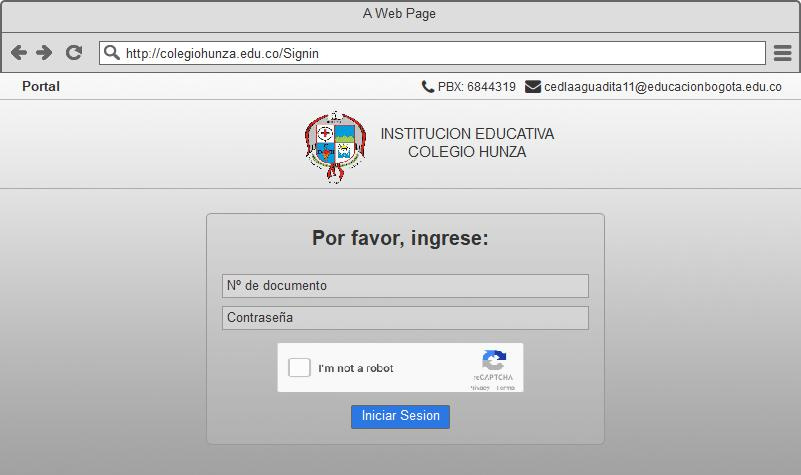 A Web Page
http://colegiohunza.edu.co/Signin
Portal
PBX: 6844319 cedlaaguadita11@educacionbogota.edu.co
INSTITUCION EDUCATIVA
COLEGIO HUNZA
Por favor, ingrese:
Nº de documento
Contraseña
I'm not a robot
reCAPTCHA
Privacy - Terms
Iniciar Sesion